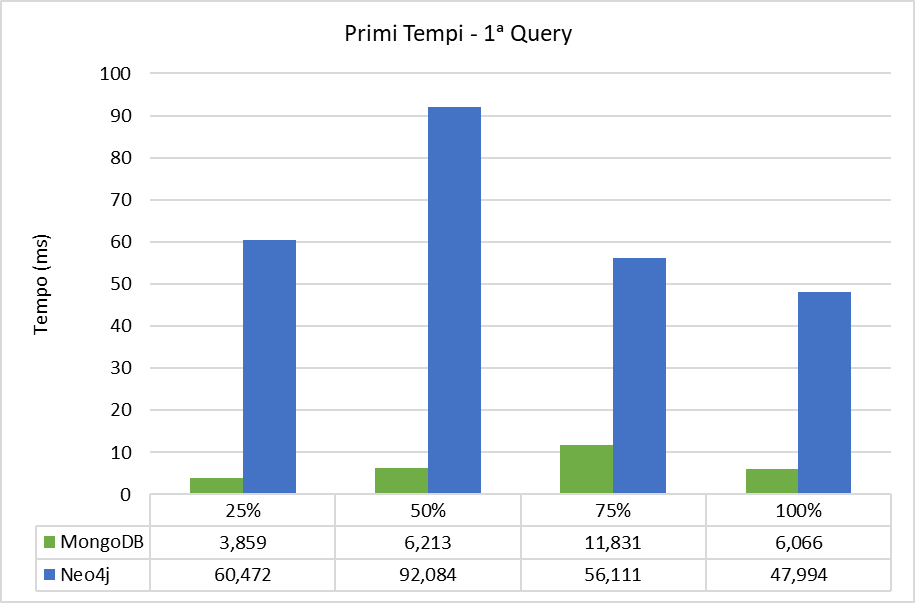 Primi Tempi - 1ª Query
100
90
80
70
60
50
40
30
20
10
0
Tempo (ms)
25% 50% 75% 100%
MongoDB 3,859 6,213 11,831 6,066
Neo4j 60,472 92,084 56,111 47,994